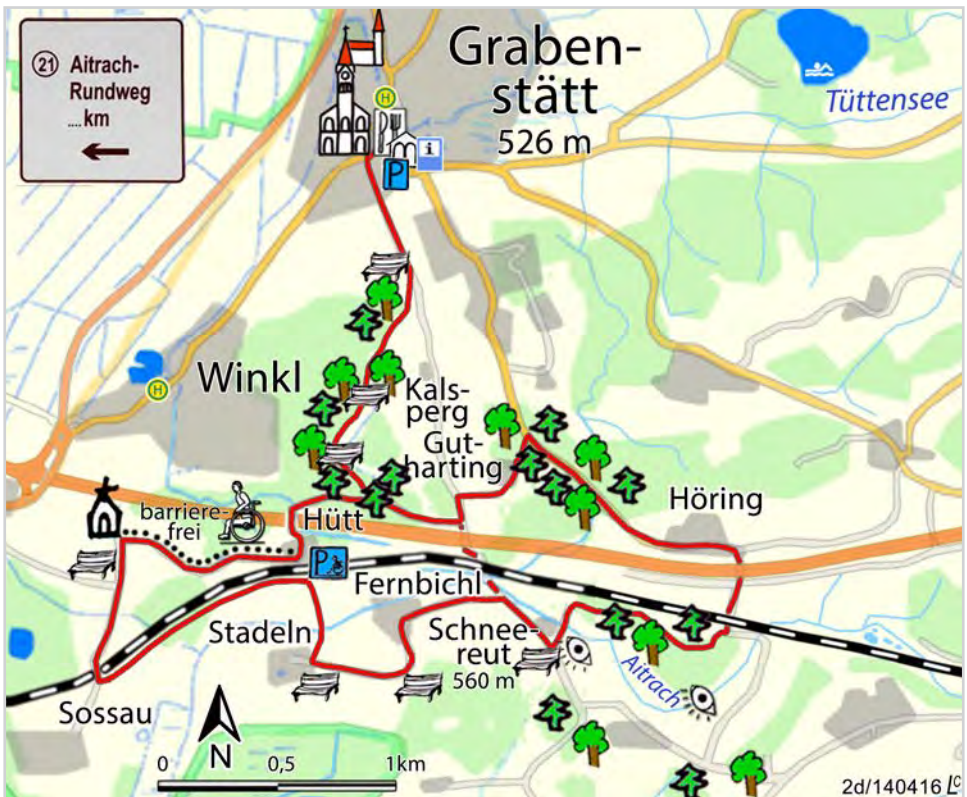 21 Aitrach-
Rundweg
.... km
Graben-
stätt
526 m
H
i
P
Tüttensee
Winkl
H
Kals-
perg
Gut-
harting
Höring
barriere-
frei
Hütt
P
Fernbichl
Stadeln
Schnee-
reut
560 m
Aitrach
Sossau
N
0 0,5 1km
2d/140416 LC